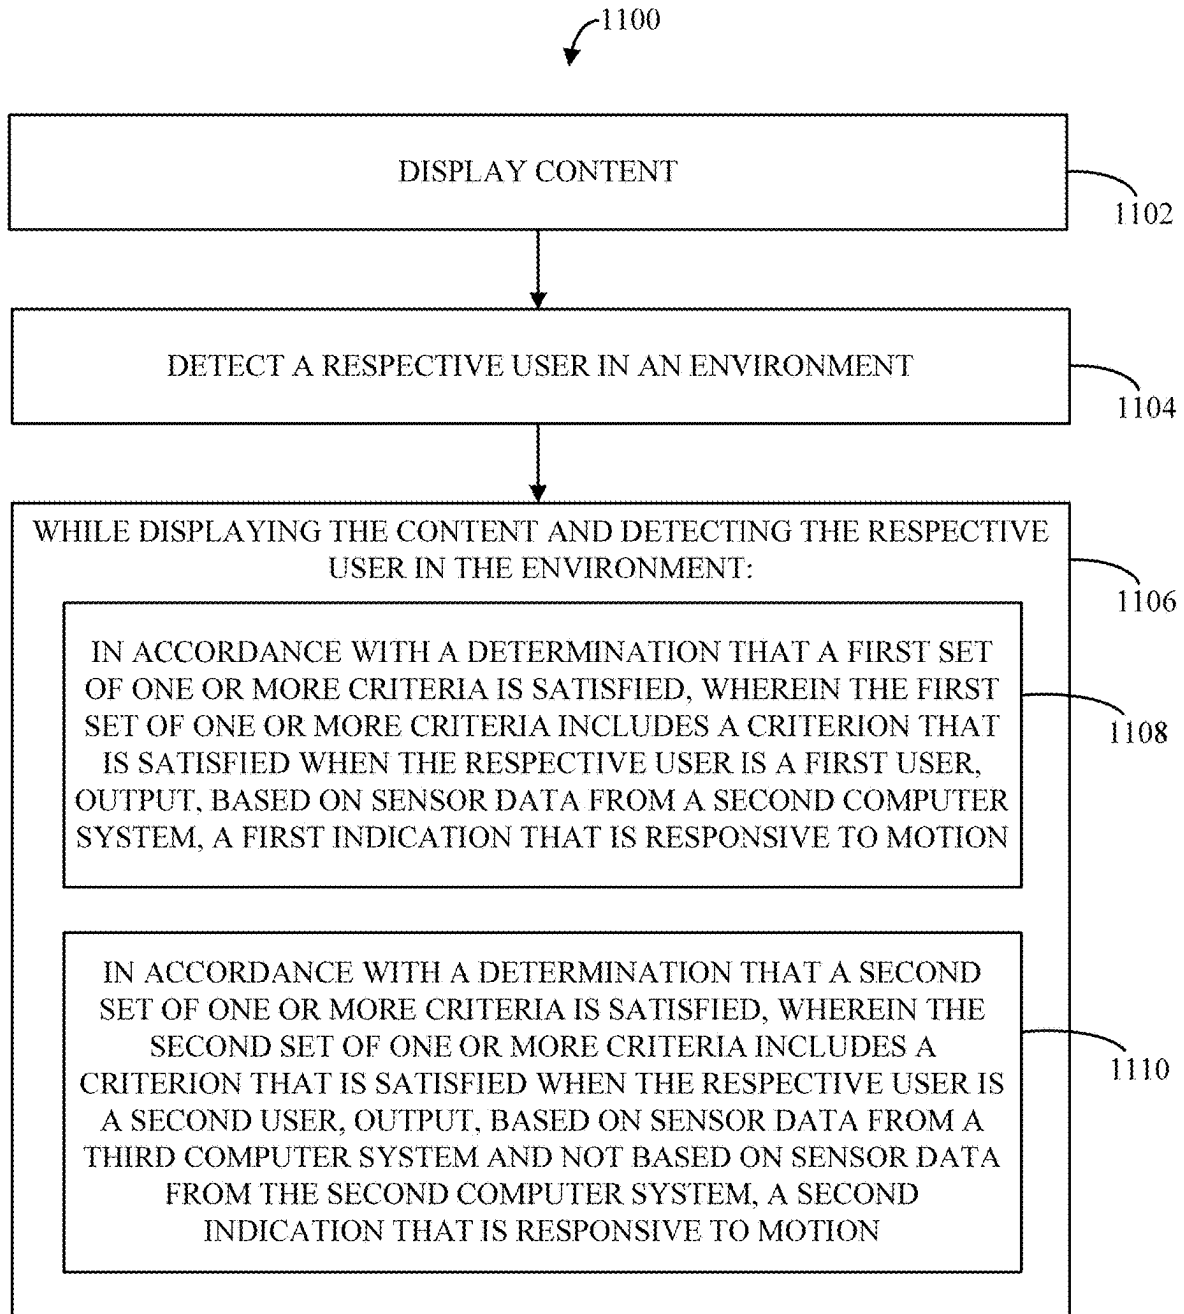 1100
DISPLAY CONTENT
1102
DETECT A RESPECTIVE USER IN AN ENVIRONMENT
1104
WHILE DISPLAYING THE CONTENT AND DETECTING THE RESPECTIVE
USER IN THE ENVIRONMENT:
1106
IN ACCORDANCE WITH A DETERMINATION THAT A FIRST SET
OF ONE OR MORE CRITERIA IS SATISFIED, WHEREIN THE FIRST
SET OF ONE OR MORE CRITERIA INCLUDES A CRITERION THAT
IS SATISFIED WHEN THE RESPECTIVE USER IS A FIRST USER,
OUTPUT, BASED ON SENSOR DATA FROM A SECOND COMPUTER
SYSTEM, A FIRST INDICATION THAT IS RESPONSIVE TO MOTION
1108
IN ACCORDANCE WITH A DETERMINATION THAT A SECOND
SET OF ONE OR MORE CRITERIA IS SATISFIED, WHEREIN THE
SECOND SET OF ONE OR MORE CRITERIA INCLUDES A
CRITERION THAT IS SATISFIED WHEN THE RESPECTIVE USER IS
A SECOND USER, OUTPUT, BASED ON SENSOR DATA FROM A
THIRD COMPUTER SYSTEM AND NOT BASED ON SENSOR DATA
FROM THE SECOND COMPUTER SYSTEM, A SECOND
INDICATION THAT IS RESPONSIVE TO MOTION
1110